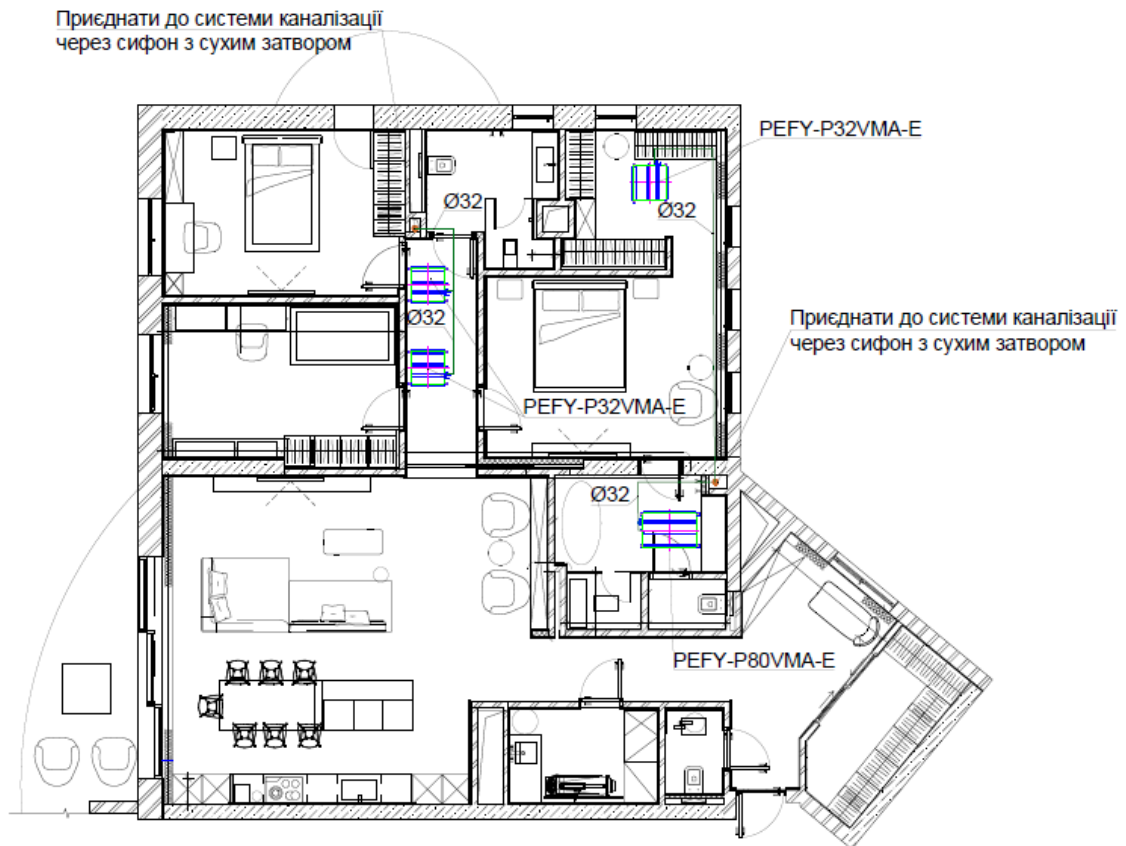 Приєднати до системи каналізації
через сифон з сухим затвором
PEFY-P32VMA-E
Ø32
Ø32
Ø32
Приєднати до системи каналізації
через сифон з сухим затвором
PEFY-P32VMA-E
Ø32
PEFY-P80VMA-E